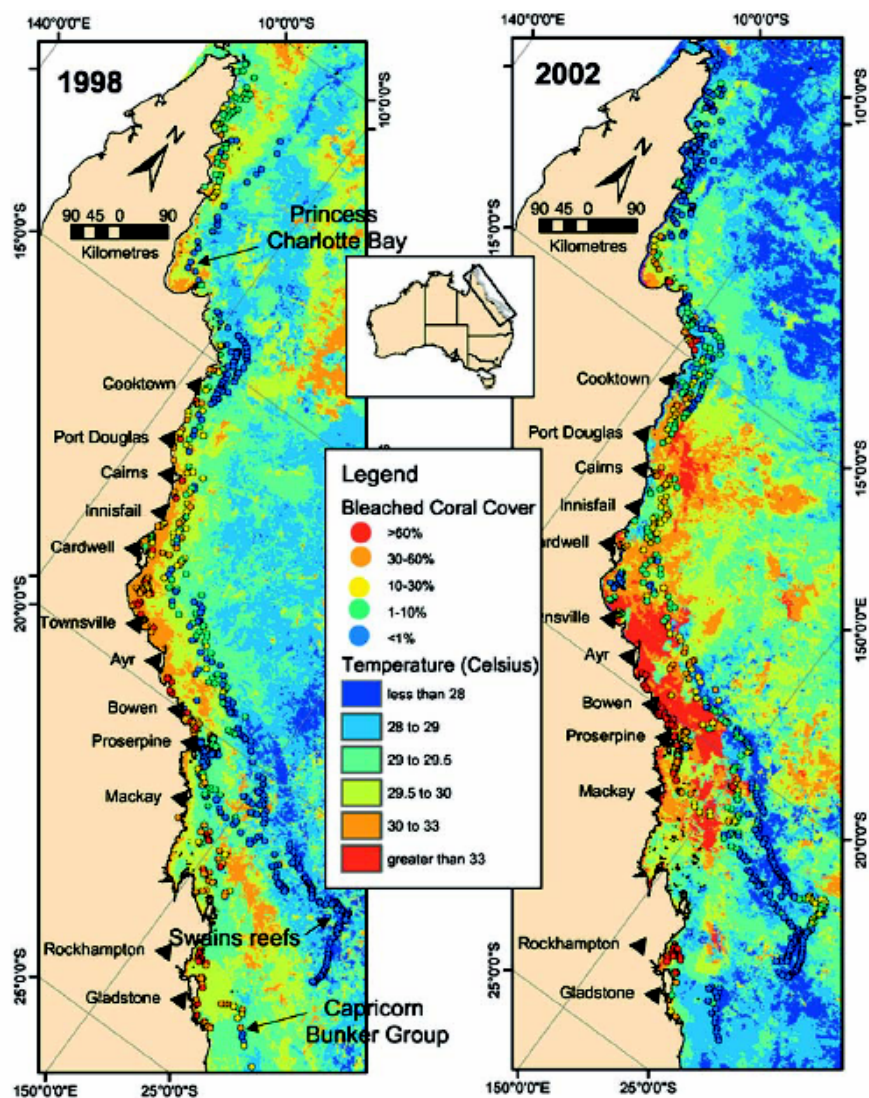 140°0'0"E
10°0'0"S
1998
10°0'0"S
N
90 45 0 90
Kilometres
15°0'0"S
Princess
Charlotte Bay
Cooktown
Port Douglas
Cairns
Innisfail
Cardwell
20°0'0"S
Townsville
Ayr
Bowen
Proserpine
Mackay
Swains reefs
Rockhampton
25°0'0"S
Gladstone
Capricorn
Bunker Group
150°0'0"E
25°0'0"S
Legend
Bleached Coral Cover
>60%
30-60%
10-30%
1-10%
<1%
Temperature (Celsius)
less than 28
28 to 29
29 to 29.5
29.5 to 30
30 to 33
greater than 33
140°0'0"E
10°0'0"S
2002
10°0'0"S
N
90 45 0 90
Kilometres
15°0'0"S
Cooktown
Port Douglas
15°0'0"S
Cairns
Innisfail
ardwell
nsville
150°0'0"E
Ayr
Bowen
Proserpine
Mackay
20°0'0"S
Rockhampton
25°0'0"S
Gladstone
150°0'0"E
25°0'0"S